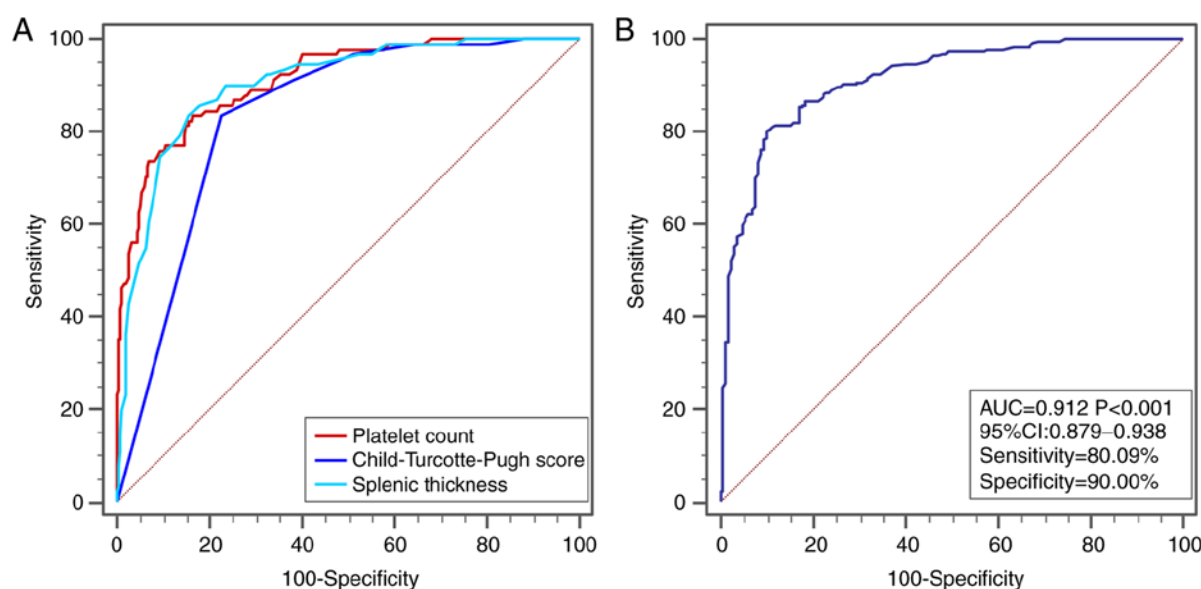 A
100
80
60
40
20
0
Sensitivity
0 20 40 60 80 100
100-Specificity
Platelet count
Child-Turcotte-Pugh score
Splenic thickness
B
100
80
60
40
20
0
Sensitivity
0 20 40 60 80 100
100-Specificity
AUC=0.912 P<0.001
95%CI:0.879–0.938
Sensitivity=80.09%
Specificity=90.00%